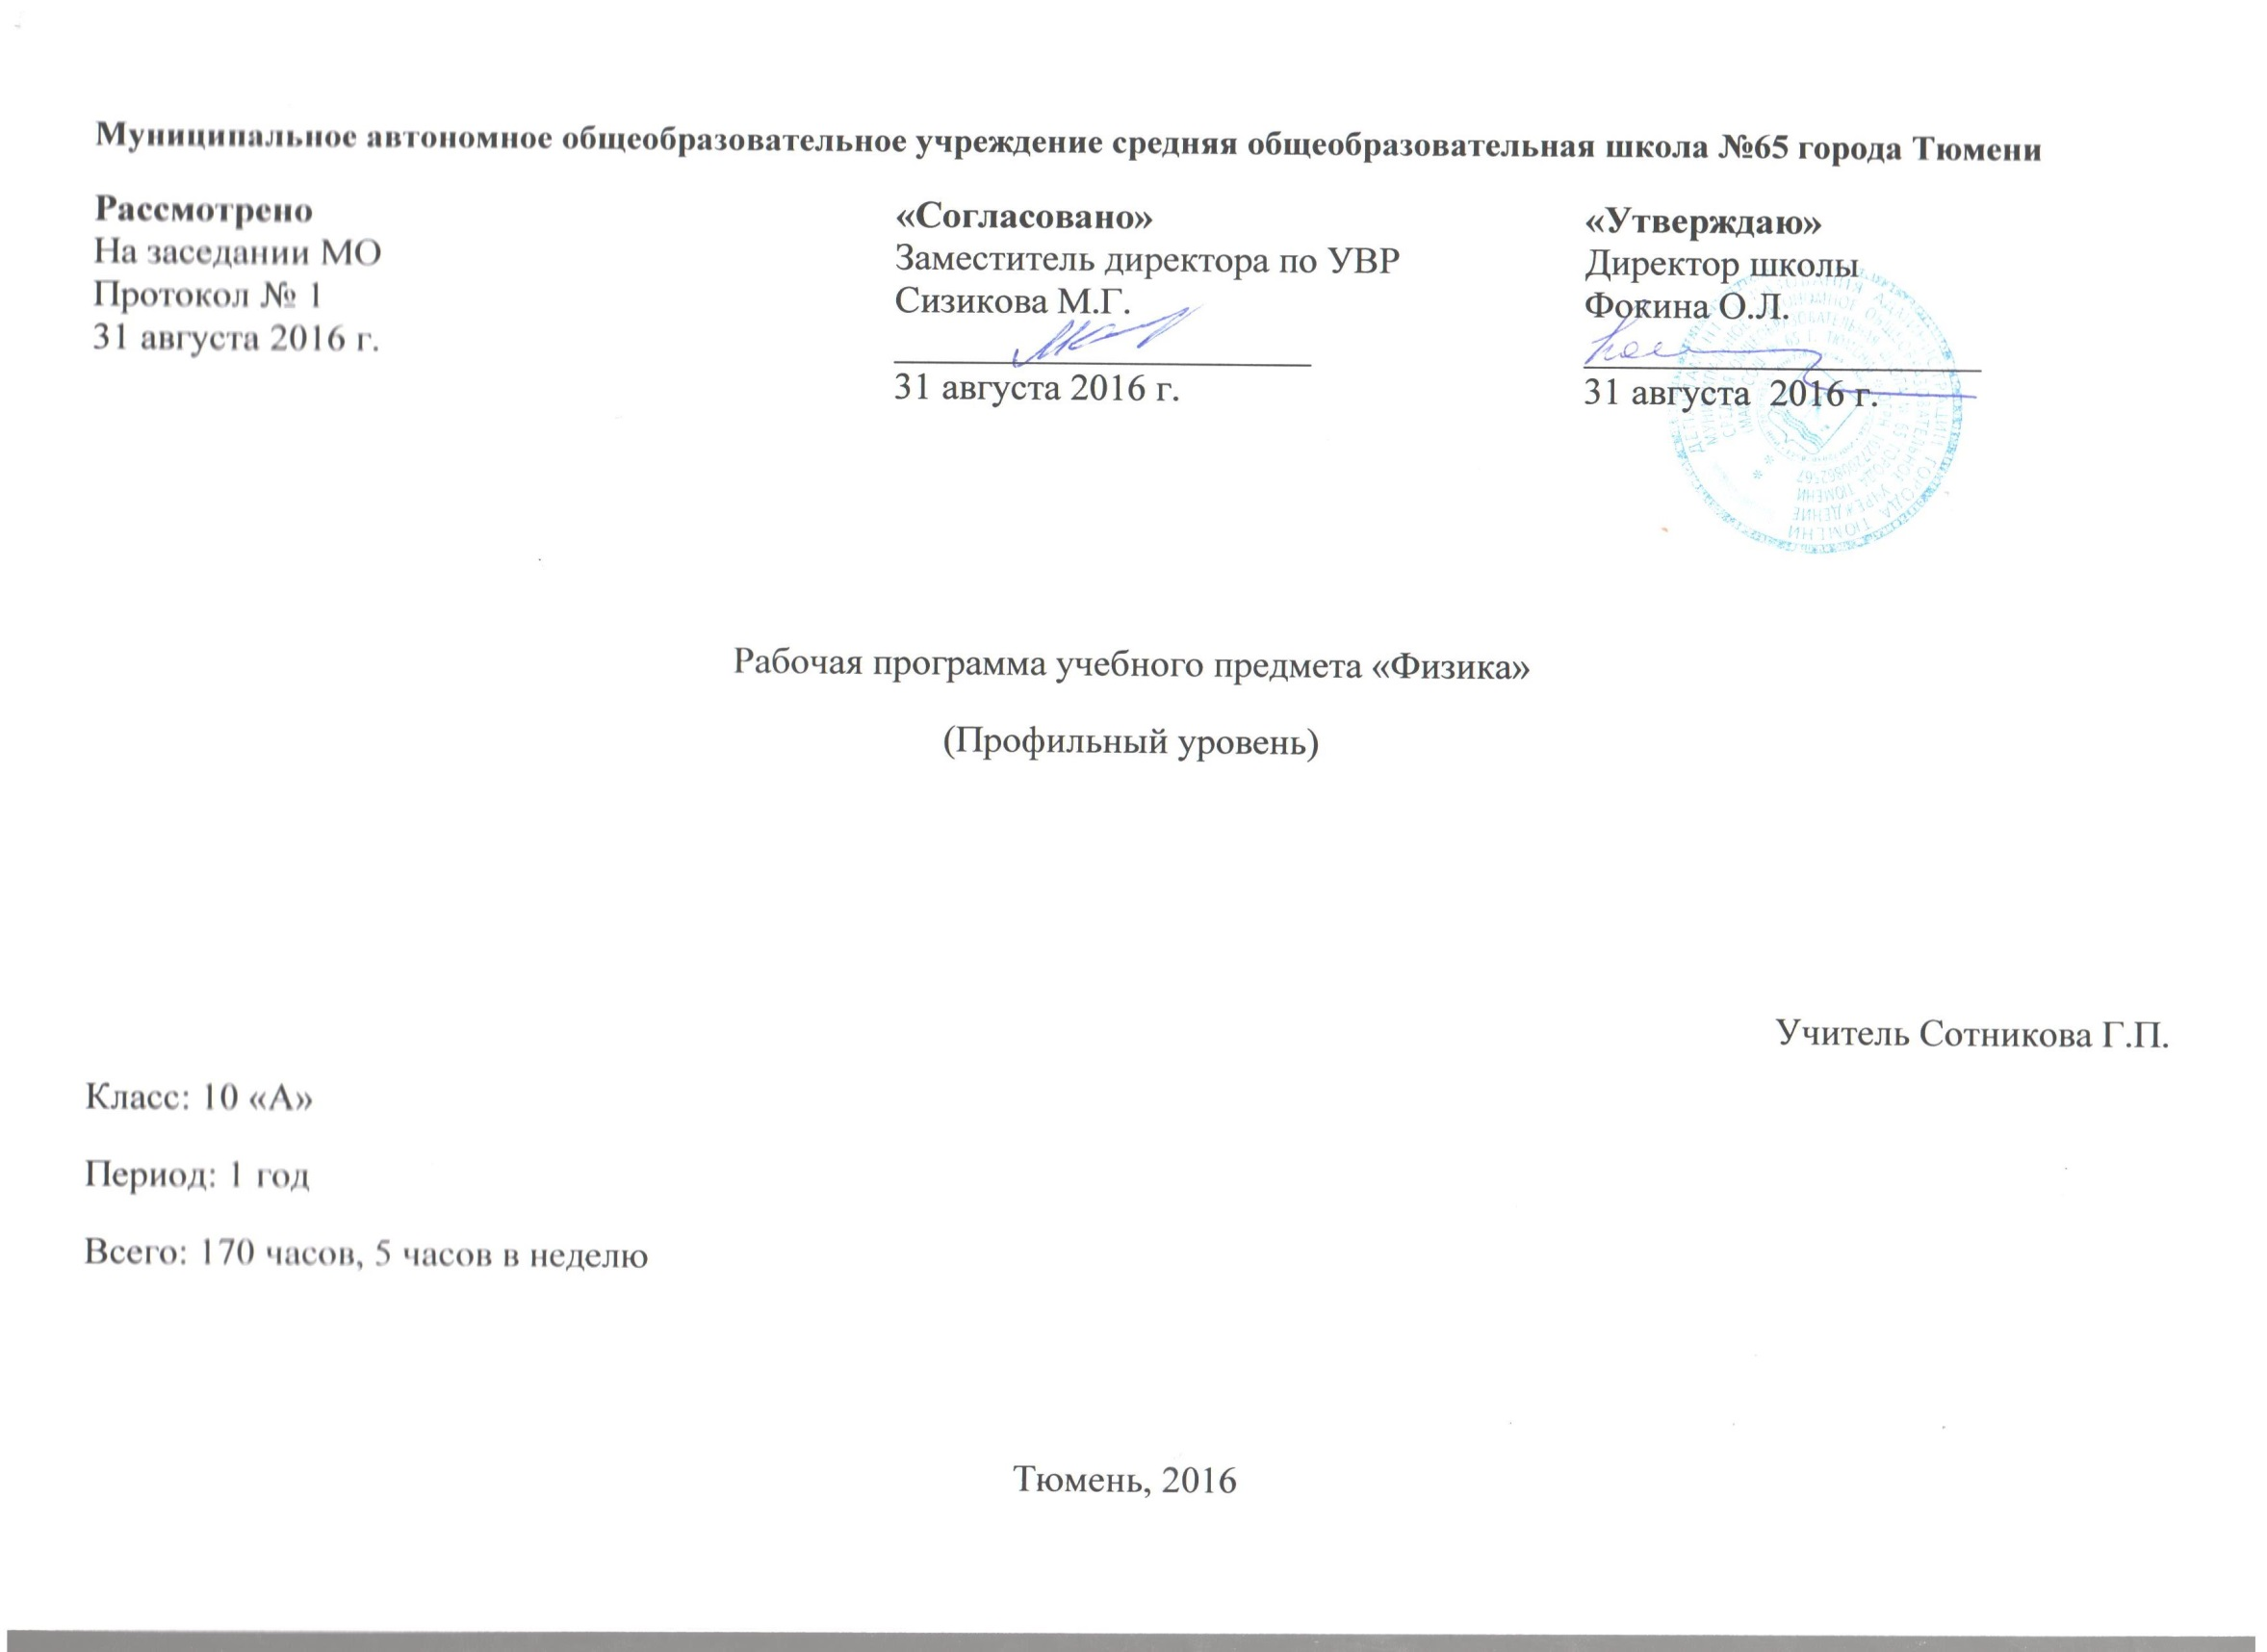 Муниципальное автономное общеобразовательное учреждение средняя общеобразовательная школа №65 города Тюмени
Рассмотрено
На заседании МО
Протокол № 1
31 августа 2016 г.
«Согласовано»
Заместитель директора по УВР
Сизикова М.Г.
31 августа 2016 г.
«Утверждаю»
Директор школы
Фокина О.Л.
31 августа 2016 г.
Рабочая программа учебного предмета «Физика»
(Профильный уровень)
Учитель Сотникова Г.П.
Класс: 10 «А»
Период: 1 год
Всего: 170 часов, 5 часов в неделю
Тюмень, 2016